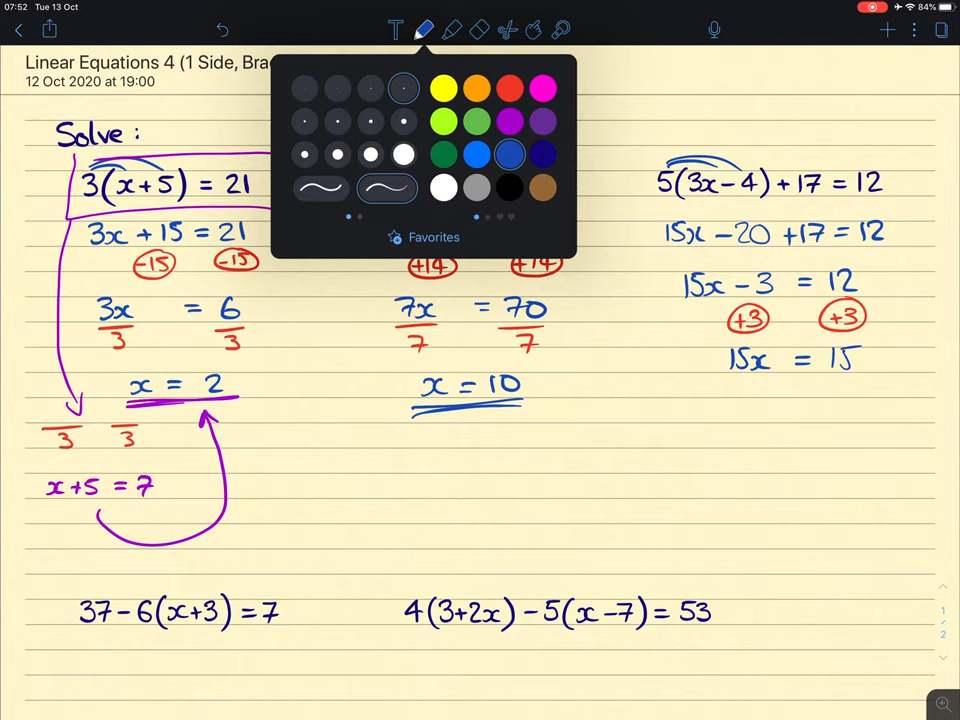 07:52 Tue 13 Oct
84%
T
Linear Equations 4 (1 Side, Bra
12 Oct 2020 at 19:00
Favorites
Solve:
3(x+5) = 21
3x + 15 = 21
-15 -15
3x = 6
3 3
x = 2
3 3
x+5 = 7
+14 +14
7x = 70
7 7
x = 10
5(3x-4)+17 = 12
15x - 20 + 17 = 12
15x - 3 = 12
+3 +3
15x = 15
37-6(x+3) = 7
4(3+2x) - 5(x-7) = 53
1
/
2